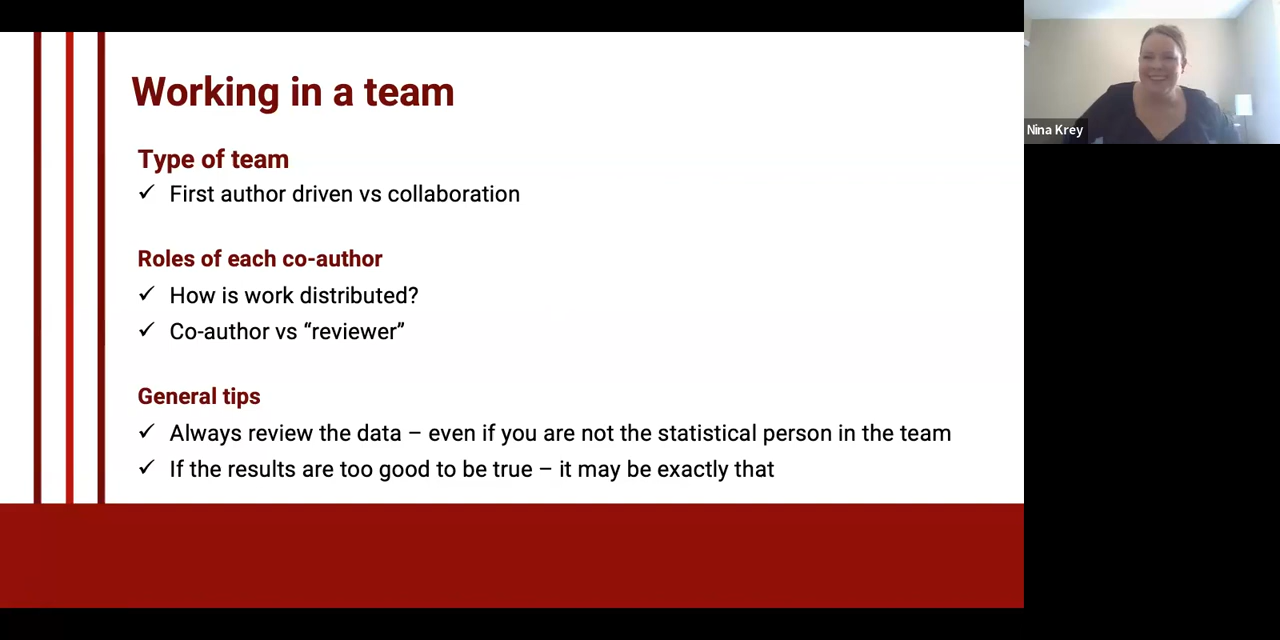 Working in a team
Type of team
✓ First author driven vs collaboration
Roles of each co-author
✓ How is work distributed?
✓ Co-author vs “reviewer”
General tips
✓ Always review the data – even if you are not the statistical person in the team
✓ If the results are too good to be true – it may be exactly that
Nina Krey